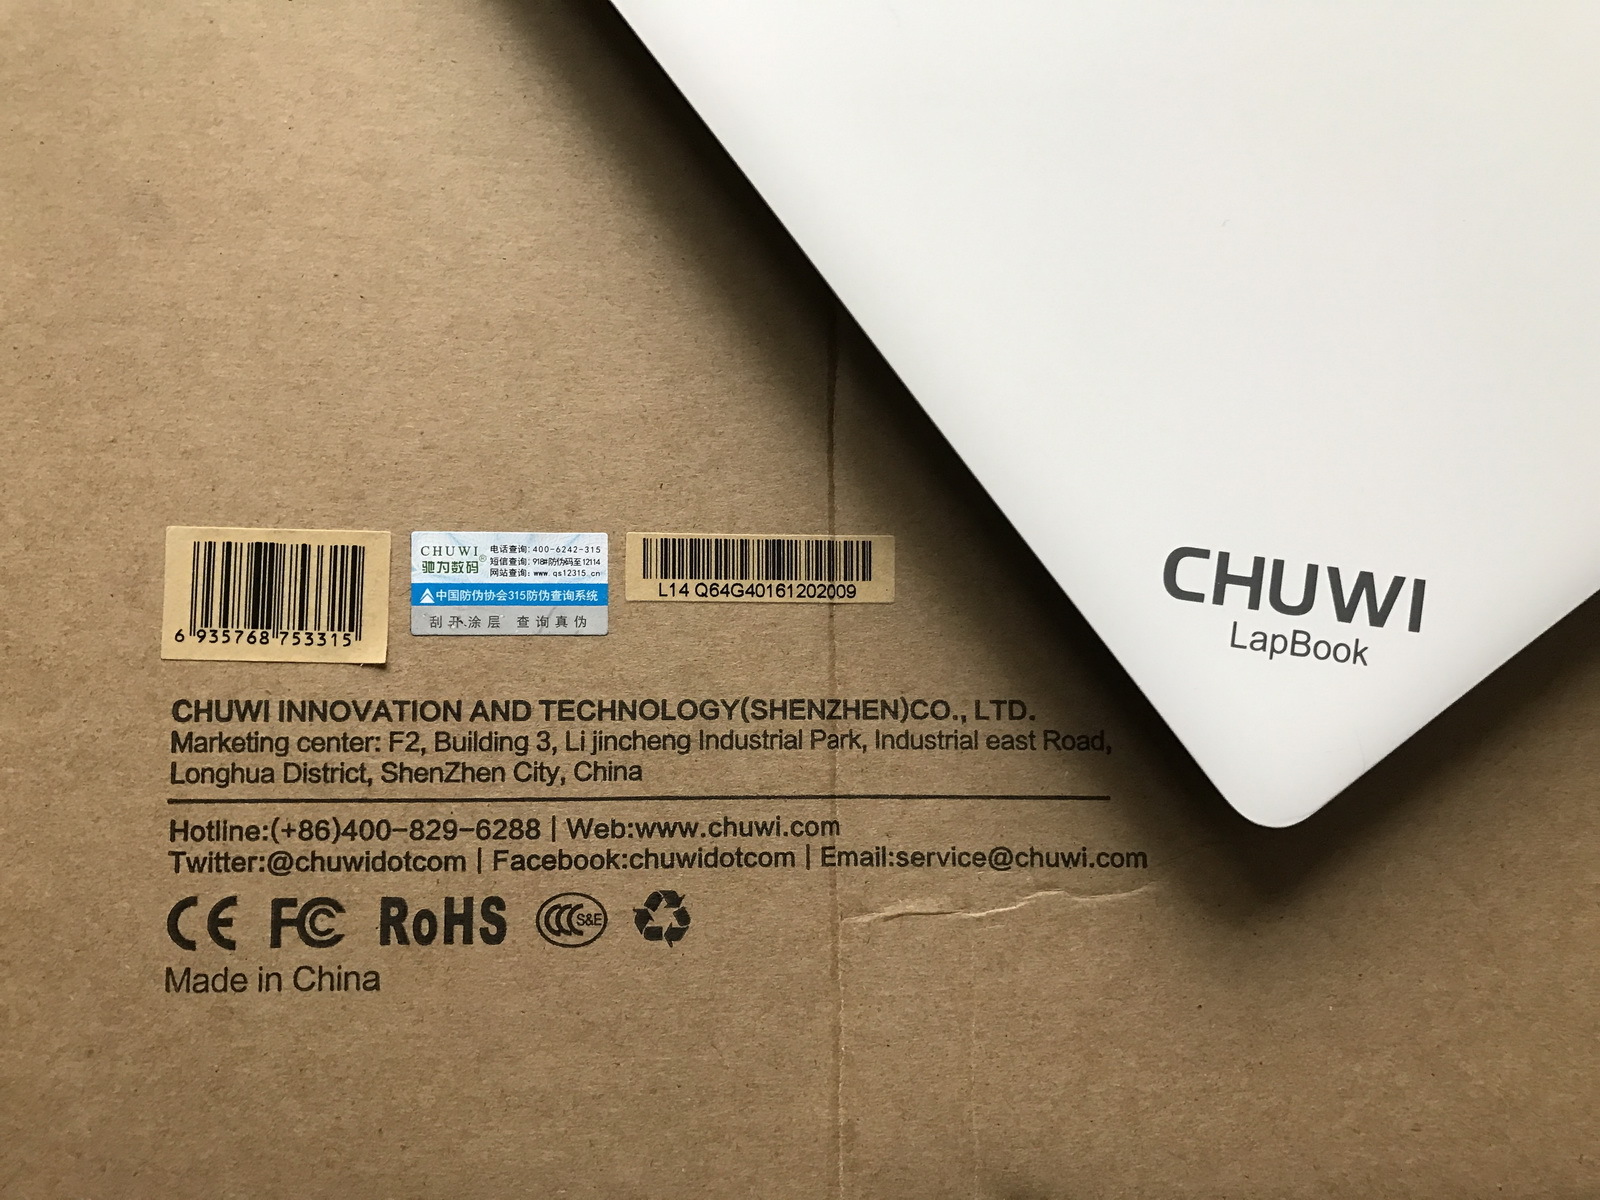 6 935768 753315
CHUWI®
驰为数码
电话查询: 400-6242-315
短信查询: 918#防伪码至12114
网站查询: www.qs12315.cn
中国防伪协会315防伪查询系统
刮开涂层 查询真伪
L14 Q64G40161202009
CHUWI
LapBook
CHUWI INNOVATION AND TECHNOLOGY(SHENZHEN)CO., LTD.
Marketing center: F2, Building 3, Li jincheng Industrial Park, Industrial east Road,
Longhua District, ShenZhen City, China
Hotline:(+86)400-829-6288 | Web:www.chuwi.com
Twitter:@chuwidotcom | Facebook:chuwidotcom | Email:service@chuwi.com
CE FC RoHS CCC S&E
Made in China